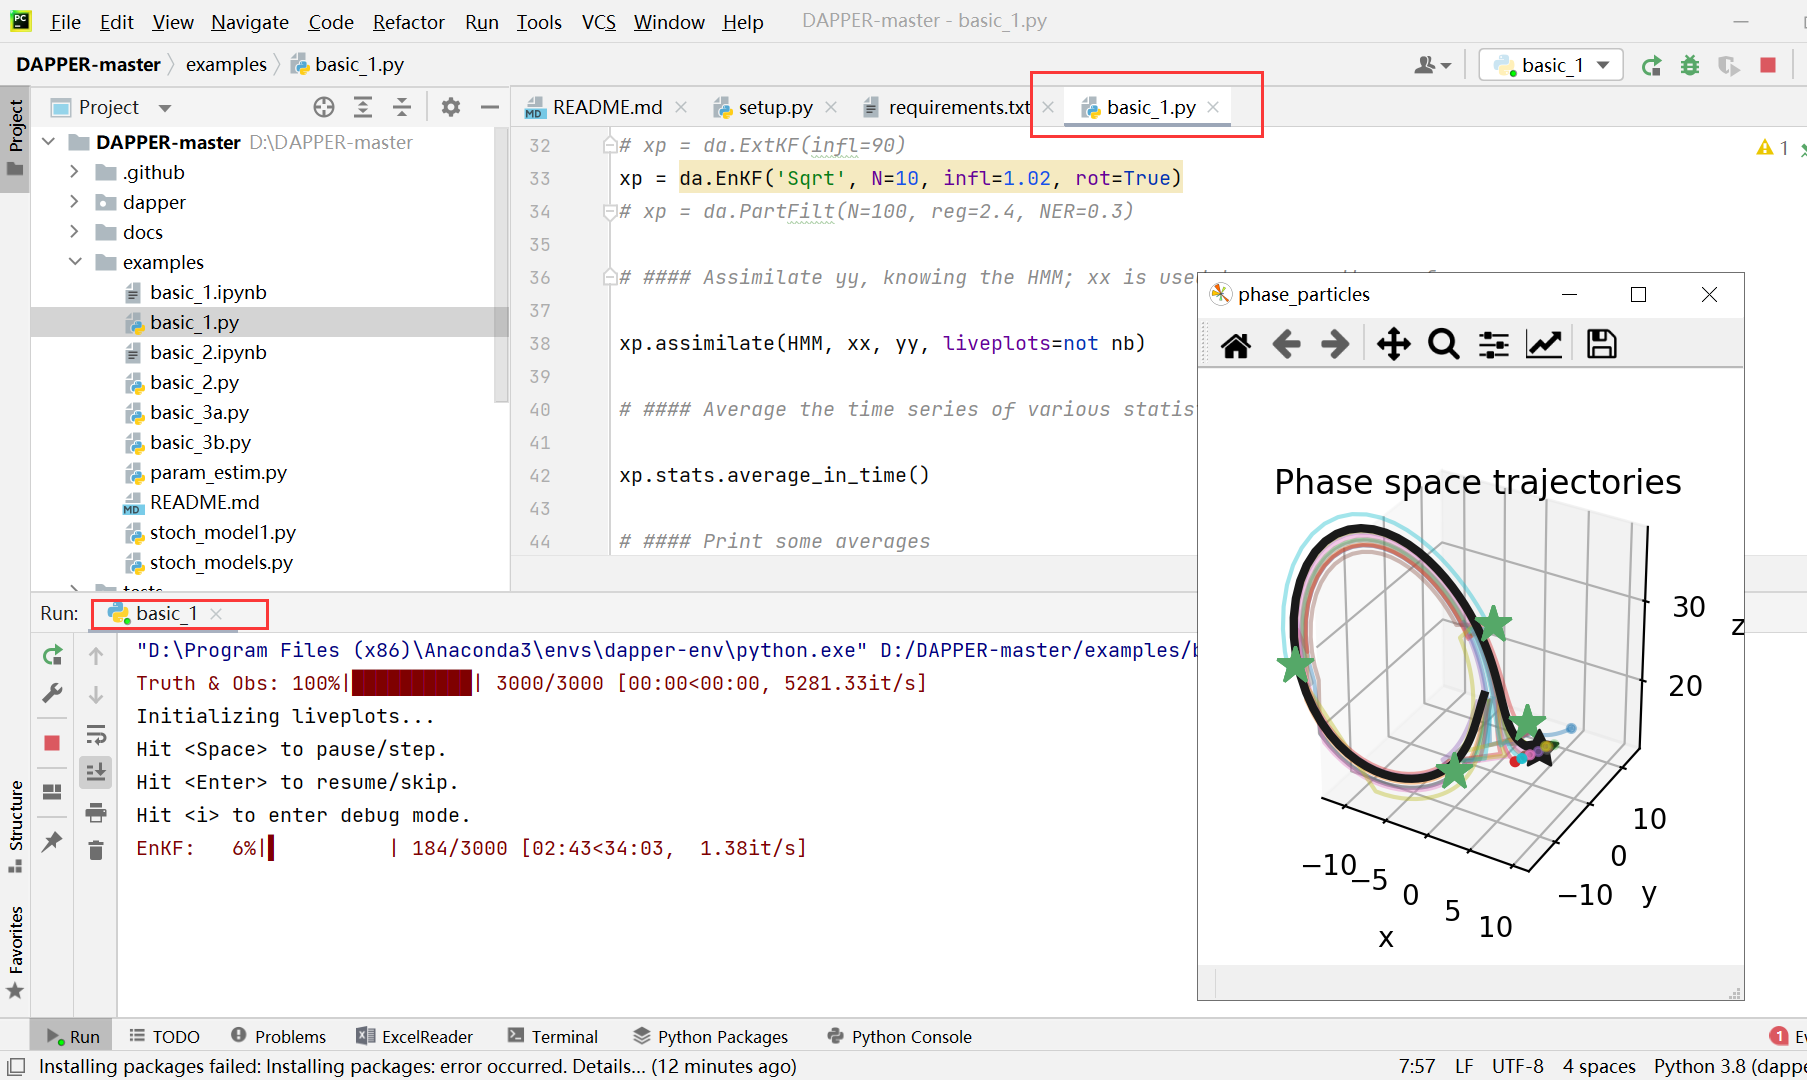 File Edit View Navigate Code Refactor Run Tools VCS Window Help DAPPER-master - basic_1.py
DAPPER-master examples basic_1.py
basic_1
Project
Project
README.md
setup.py
requirements.txt
basic_1.py
DAPPER-master D:\DAPPER-master
.github
dapper
docs
examples
basic_1.ipynb
basic_1.py
basic_2.ipynb
basic_2.py
basic_3a.py
basic_3b.py
param_estim.py
README.md
stoch_model1.py
stoch_models.py
tests
32 # xp = da.ExtKF(infl=90)
33 xp = da.EnKF('Sqrt', N=10, infl=1.02, rot=True)
34 # xp = da.PartFilt(N=100, reg=2.4, NER=0.3)
35
36 # #### Assimilate yy, knowing the HMM; xx is used
37
38 xp.assimilate(HMM, xx, yy, liveplots=not nb)
39
40 # #### Average the time series of various statis
41
42 xp.stats.average_in_time()
43
44 # #### Print some averages
1
phase_particles
Phase space trajectories
30
20
z
10
0
−10
y
−10
−5
0
5
10
x
Run: basic_1
"D:\Program Files (x86)\Anaconda3\envs\dapper-env\python.exe" D:/DAPPER-master/examples/b
Truth & Obs: 100%| | 3000/3000 [00:00<00:00, 5281.33it/s]
Initializing liveplots...
Hit <Space> to pause/step.
Hit <Enter> to resume/skip.
Hit <i> to enter debug mode.
EnKF: 6%| | 184/3000 [02:43<34:03, 1.38it/s]
Structure
Favorites
Run TODO Problems ExcelReader Terminal Python Packages Python Console 1 Ev
Installing packages failed: Installing packages: error occurred. Details... (12 minutes ago) 7:57 LF UTF-8 4 spaces Python 3.8 (dappe